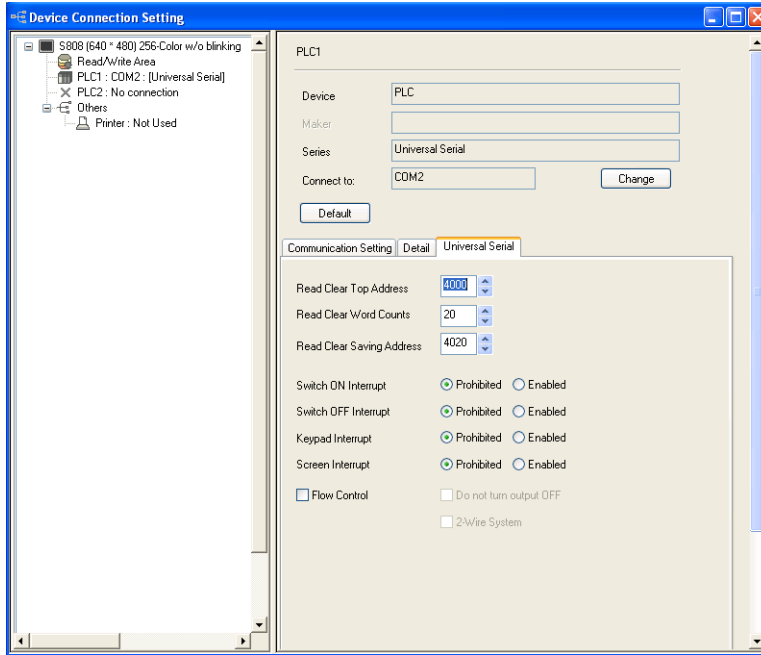 Device Connection Setting
S808 (640 * 480) 256-Color w/o blinking
Read/Write Area
PLC1 : COM2 : [Universal Serial]
PLC2 : No connection
Others
Printer : Not Used
PLC1
Device PLC
Maker
Series Universal Serial
Connect to: COM2 Change
Default
Communication Setting Detail Universal Serial
Read Clear Top Address 4000
Read Clear Word Counts 20
Read Clear Saving Address 4020
Switch ON Interrupt Prohibited Enabled
Switch OFF Interrupt Prohibited Enabled
Keypad Interrupt Prohibited Enabled
Screen Interrupt Prohibited Enabled
Flow Control Do not turn output OFF
2-Wire System